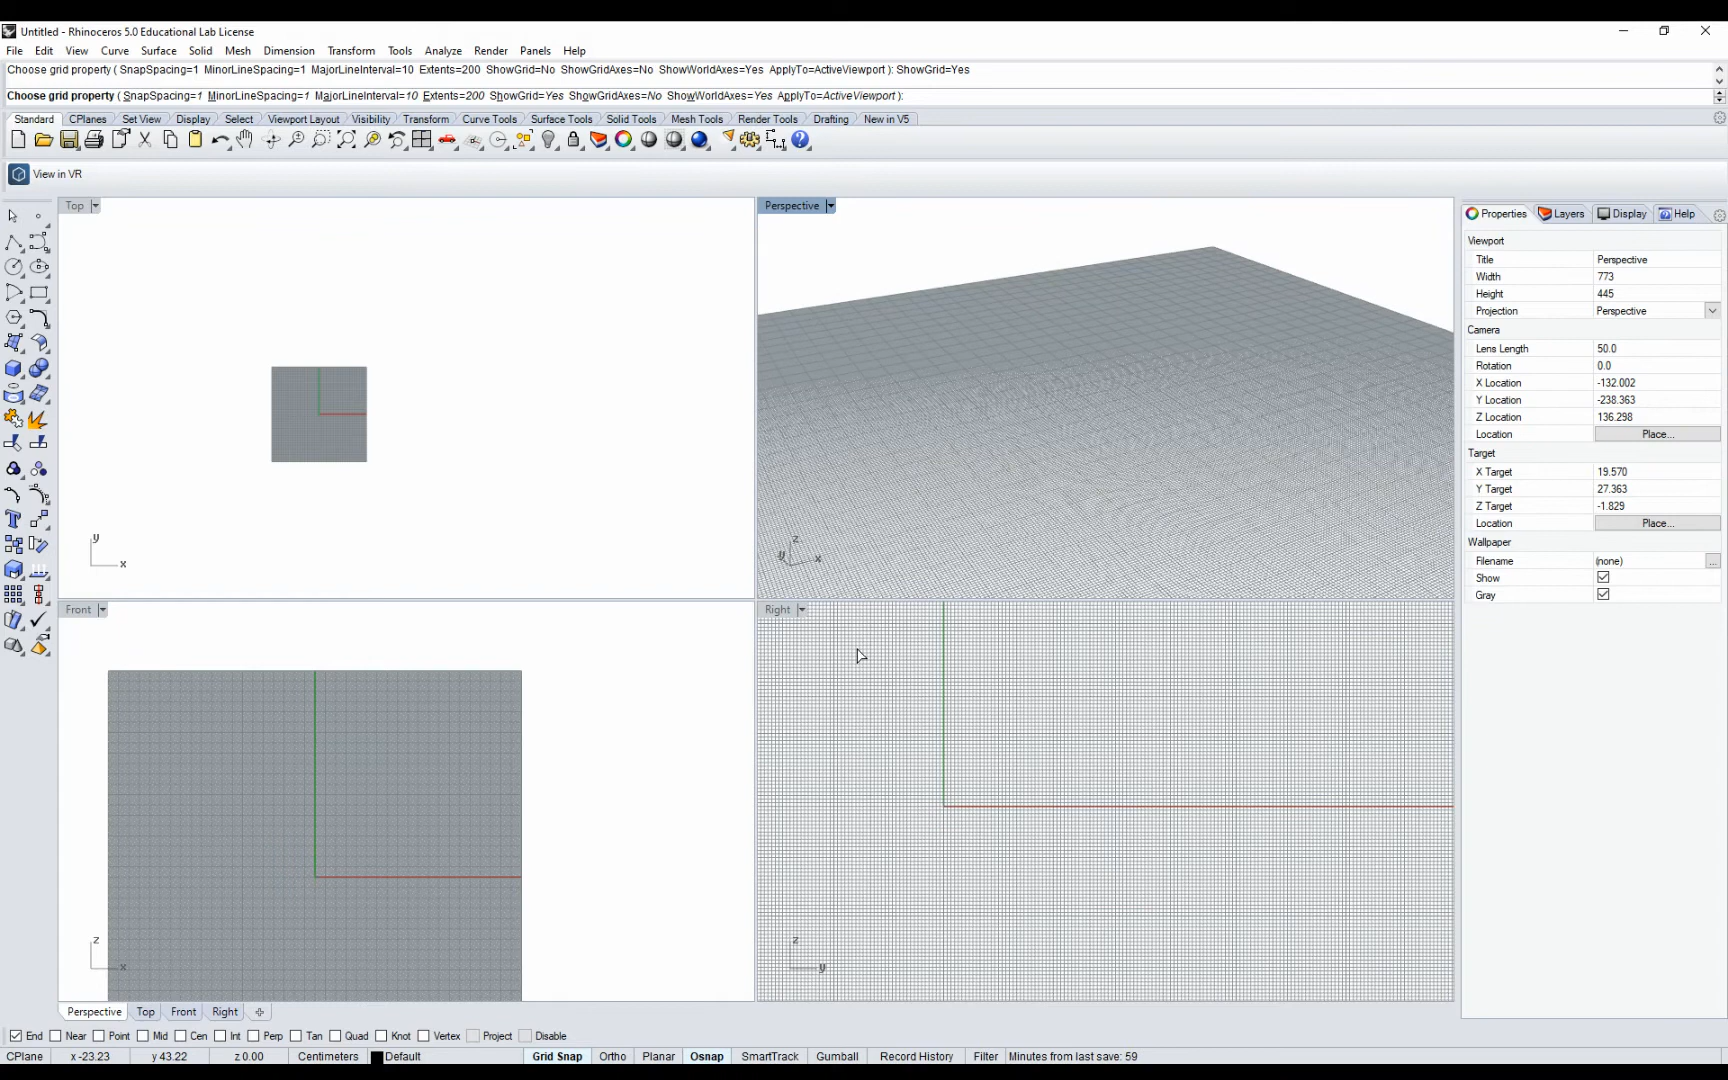 Untitled - Rhinoceros 5.0 Educational Lab License
File Edit View Curve Surface Solid Mesh Dimension Transform Tools Analyze Render Panels Help
Choose grid property ( SnapSpacing=1 MinorLineSpacing=1 MajorLineInterval=10 Extents=200 ShowGrid=No ShowGridAxes=No ShowWorldAxes=Yes ApplyTo=ActiveViewport ): ShowGrid=Yes
Choose grid property ( SnapSpacing=1 MinorLineSpacing=1 MajorLineInterval=10 Extents=200 ShowGrid=Yes ShowGridAxes=No ShowWorldAxes=Yes ApplyTo=ActiveViewport ):
Standard CPlanes Set View Display Select Viewport Layout Visibility Transform Curve Tools Surface Tools Solid Tools Mesh Tools Render Tools Drafting New in V5
View in VR
Top
y
x
Perspective
z
y x
Front
z
x
Right
z
y
Properties Layers Display Help
Viewport
Title Perspective
Width 773
Height 445
Projection Perspective
Camera
Lens Length 50.0
Rotation 0.0
X Location -132.002
Y Location -238.363
Z Location 136.298
Location Place...
Target
X Target 19.570
Y Target 27.363
Z Target -1.829
Location Place...
Wallpaper
Filename (none) ...
Show
Gray
Perspective Top Front Right
End Near Point Mid Cen Int Perp Tan Quad Knot Vertex Project Disable
CPlane x -23.23 y 43.22 z 0.00 Centimeters Default Grid Snap Ortho Planar Osnap SmartTrack Gumball Record History Filter Minutes from last save: 59